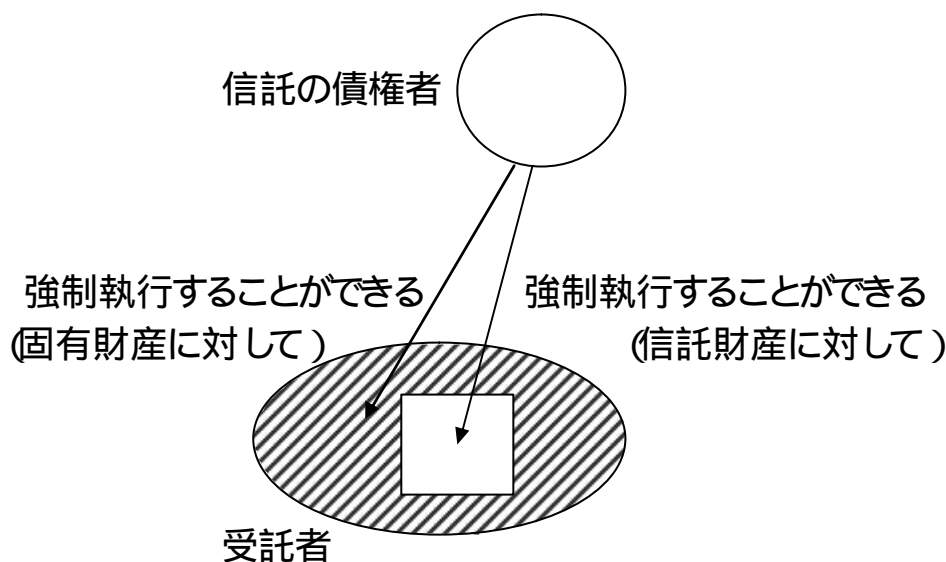 信託の債権者
強制執行することができる
(固有財産に対して)
強制執行することができる
(信託財産に対して)
受託者